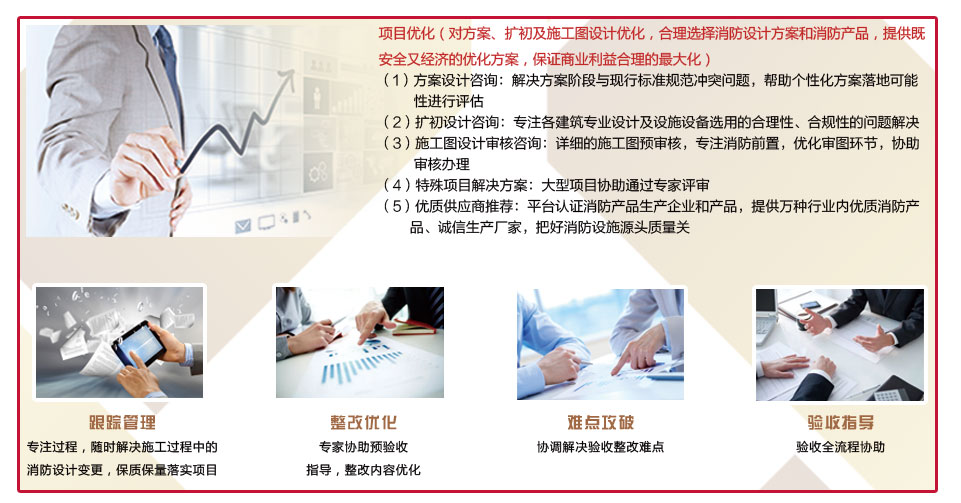 项目优化（对方案、扩初及施工图设计优化，合理选择消防设计方案和消防产品，提供既
安全又经济的优化方案，保证商业利益合理的最大化）
（1）方案设计咨询：解决方案阶段与现行标准规范冲突问题，帮助个性化方案落地可能
性进行评估
（2）扩初设计咨询：专注各建筑专业设计及设施设备选用的合理性、合规性的问题解决
（3）施工图设计审核咨询：详细的施工图预审核，专注消防前置，优化审图环节，协助
审核办理
（4）特殊项目解决方案：大型项目协助通过专家评审
（5）优质供应商推荐：平台认证消防产品生产企业和产品，提供万种行业内优质消防产
品、诚信生产厂家，把好消防设施源头质量关
跟踪管理
专注过程，随时解决施工过程中的
消防设计变更，保质保量落实项目
整改优化
专家协助预验收
指导，整改内容优化
难点攻破
协调解决验收整改难点
验收指导
验收全流程协助